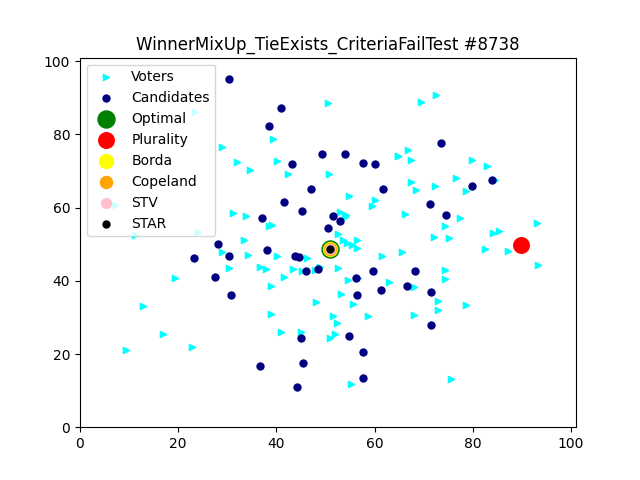 WinnerMixUp_TieExists_CriteriaFailTest #8738
100
80
60
40
20
0
Voters
Candidates
Optimal
Plurality
Borda
Copeland
STV
STAR
0 20 40 60 80 100